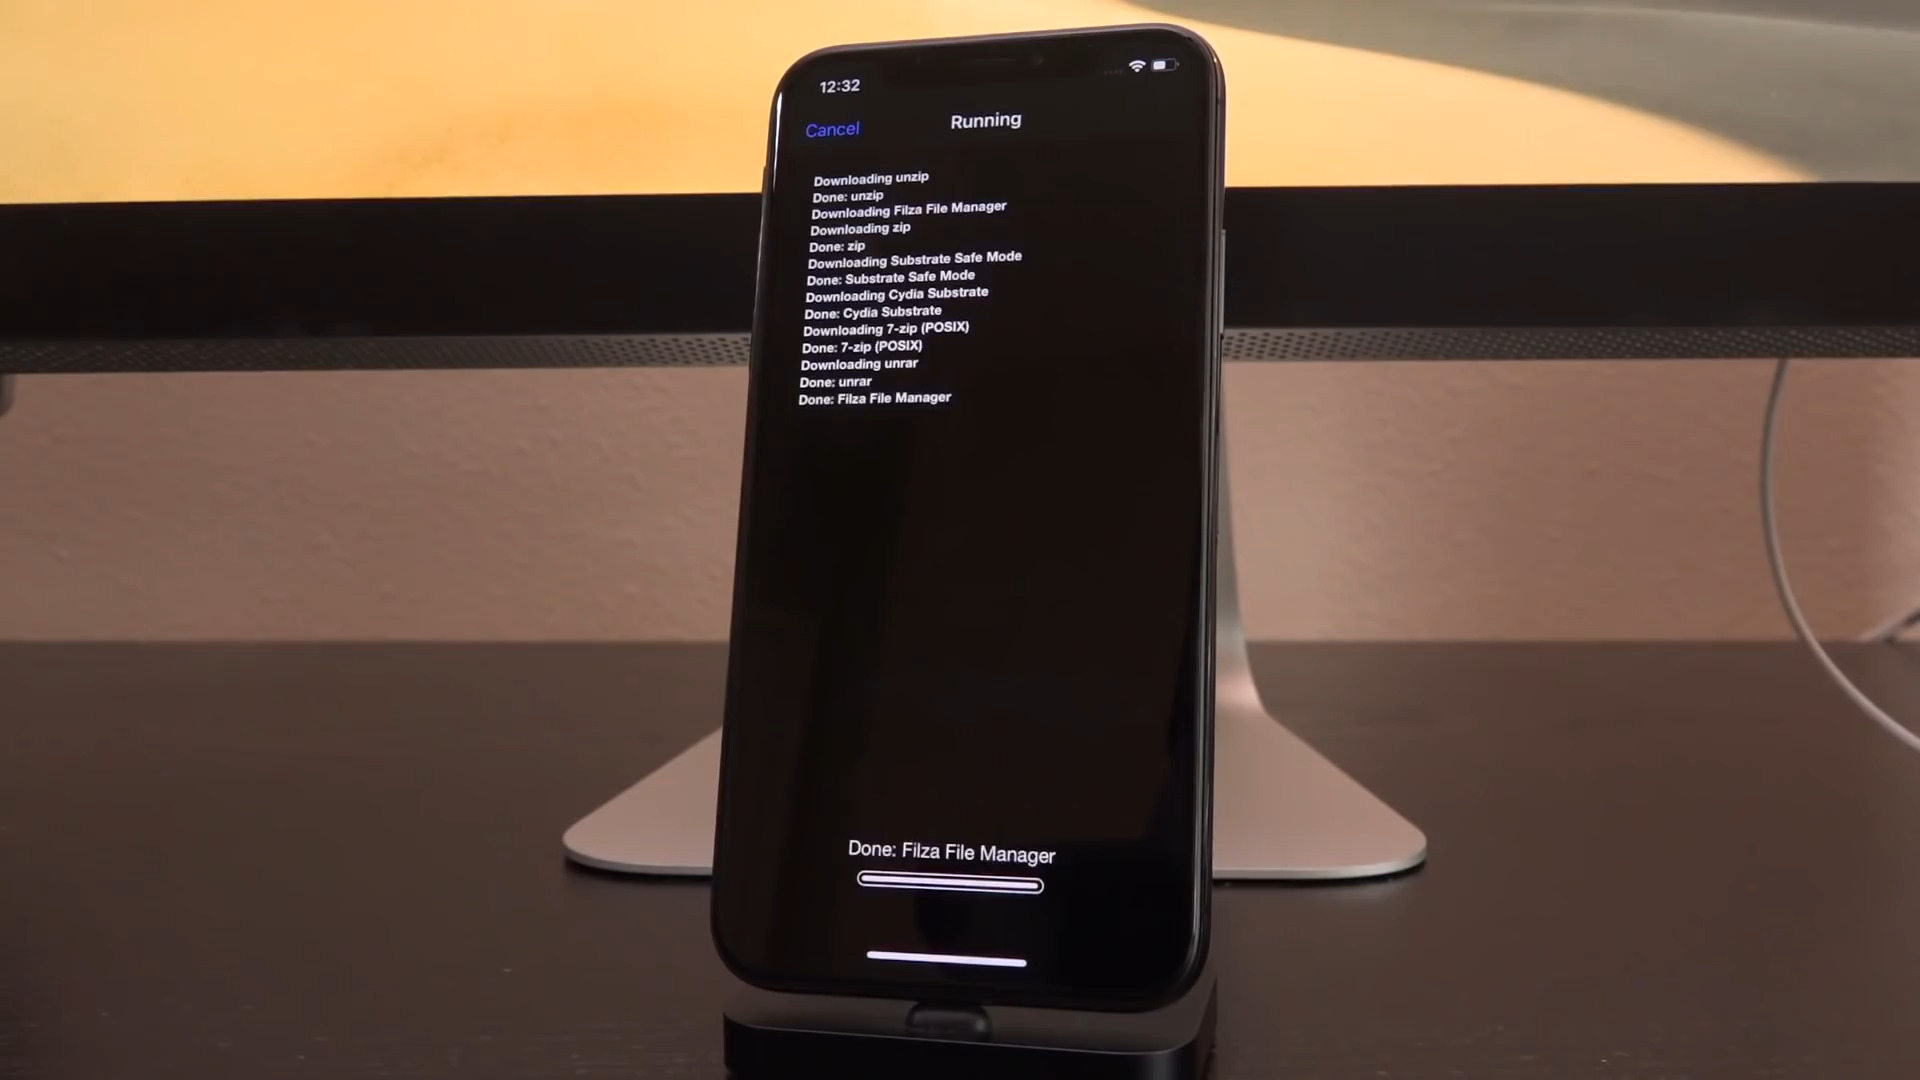 12:32
Cancel
Running
Downloading unzip
Done: unzip
Downloading Filza File Manager
Downloading zip
Done: zip
Downloading Substrate Safe Mode
Done: Substrate Safe Mode
Downloading Cydia Substrate
Done: Cydia Substrate
Downloading 7-zip (POSIX)
Done: 7-zip (POSIX)
Downloading unrar
Done: unrar
Done: Filza File Manager
Done: Filza File Manager